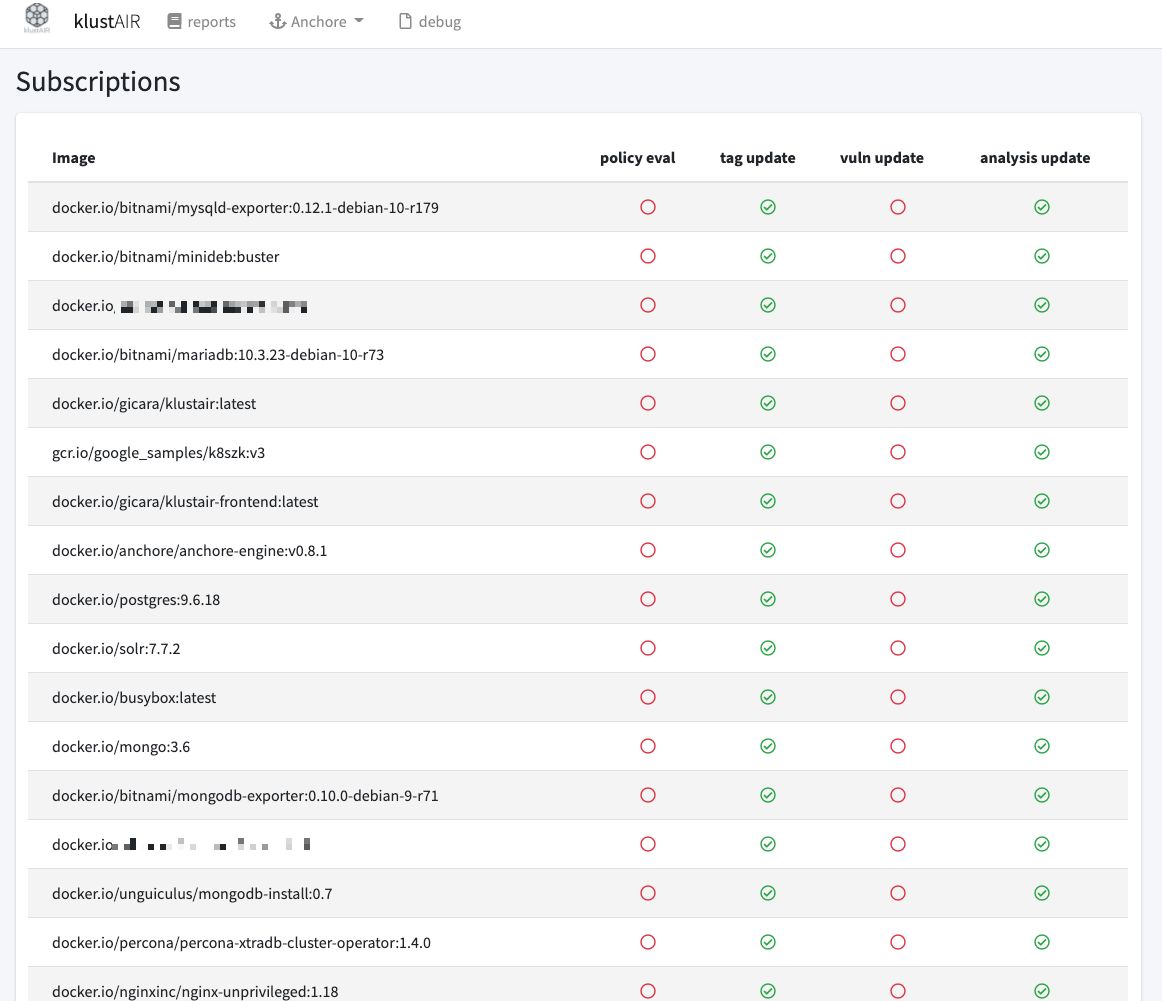 klustAIR klustAIR reports Anchore debug
Subscriptions
Image policy eval tag update vuln update analysis update
docker.io/bitnami/mysqld-exporter:0.12.1-debian-10-r179
docker.io/bitnami/minideb:buster
docker.io/
docker.io/bitnami/mariadb:10.3.23-debian-10-r73
docker.io/gicara/klustair:latest
gcr.io/google_samples/k8szk:v3
docker.io/gicara/klustair-frontend:latest
docker.io/anchore/anchore-engine:v0.8.1
docker.io/postgres:9.6.18
docker.io/solr:7.7.2
docker.io/busybox:latest
docker.io/mongo:3.6
docker.io/bitnami/mongodb-exporter:0.10.0-debian-9-r71
docker.io
docker.io/unguiculus/mongodb-install:0.7
docker.io/percona/percona-xtradb-cluster-operator:1.4.0
docker.io/nginxinc/nginx-unprivileged:1.18